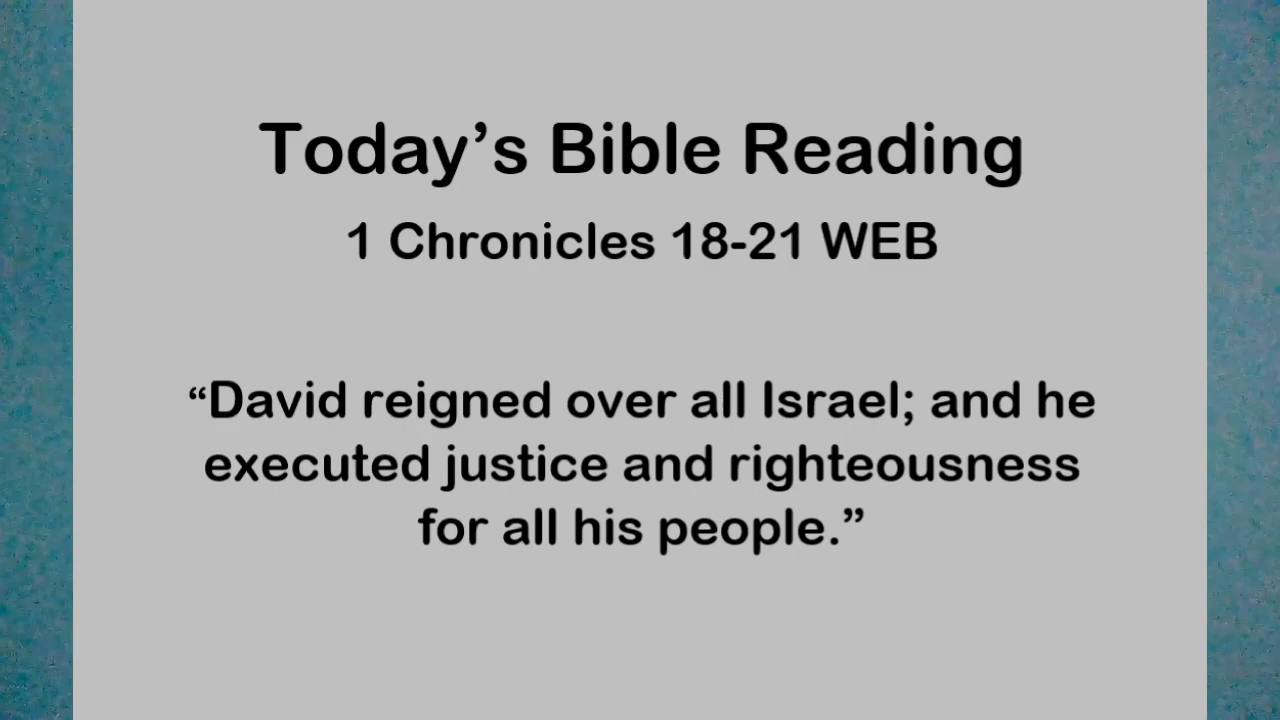 Today’s Bible Reading
1 Chronicles 18-21 WEB
“David reigned over all Israel; and he
executed justice and righteousness
for all his people.”